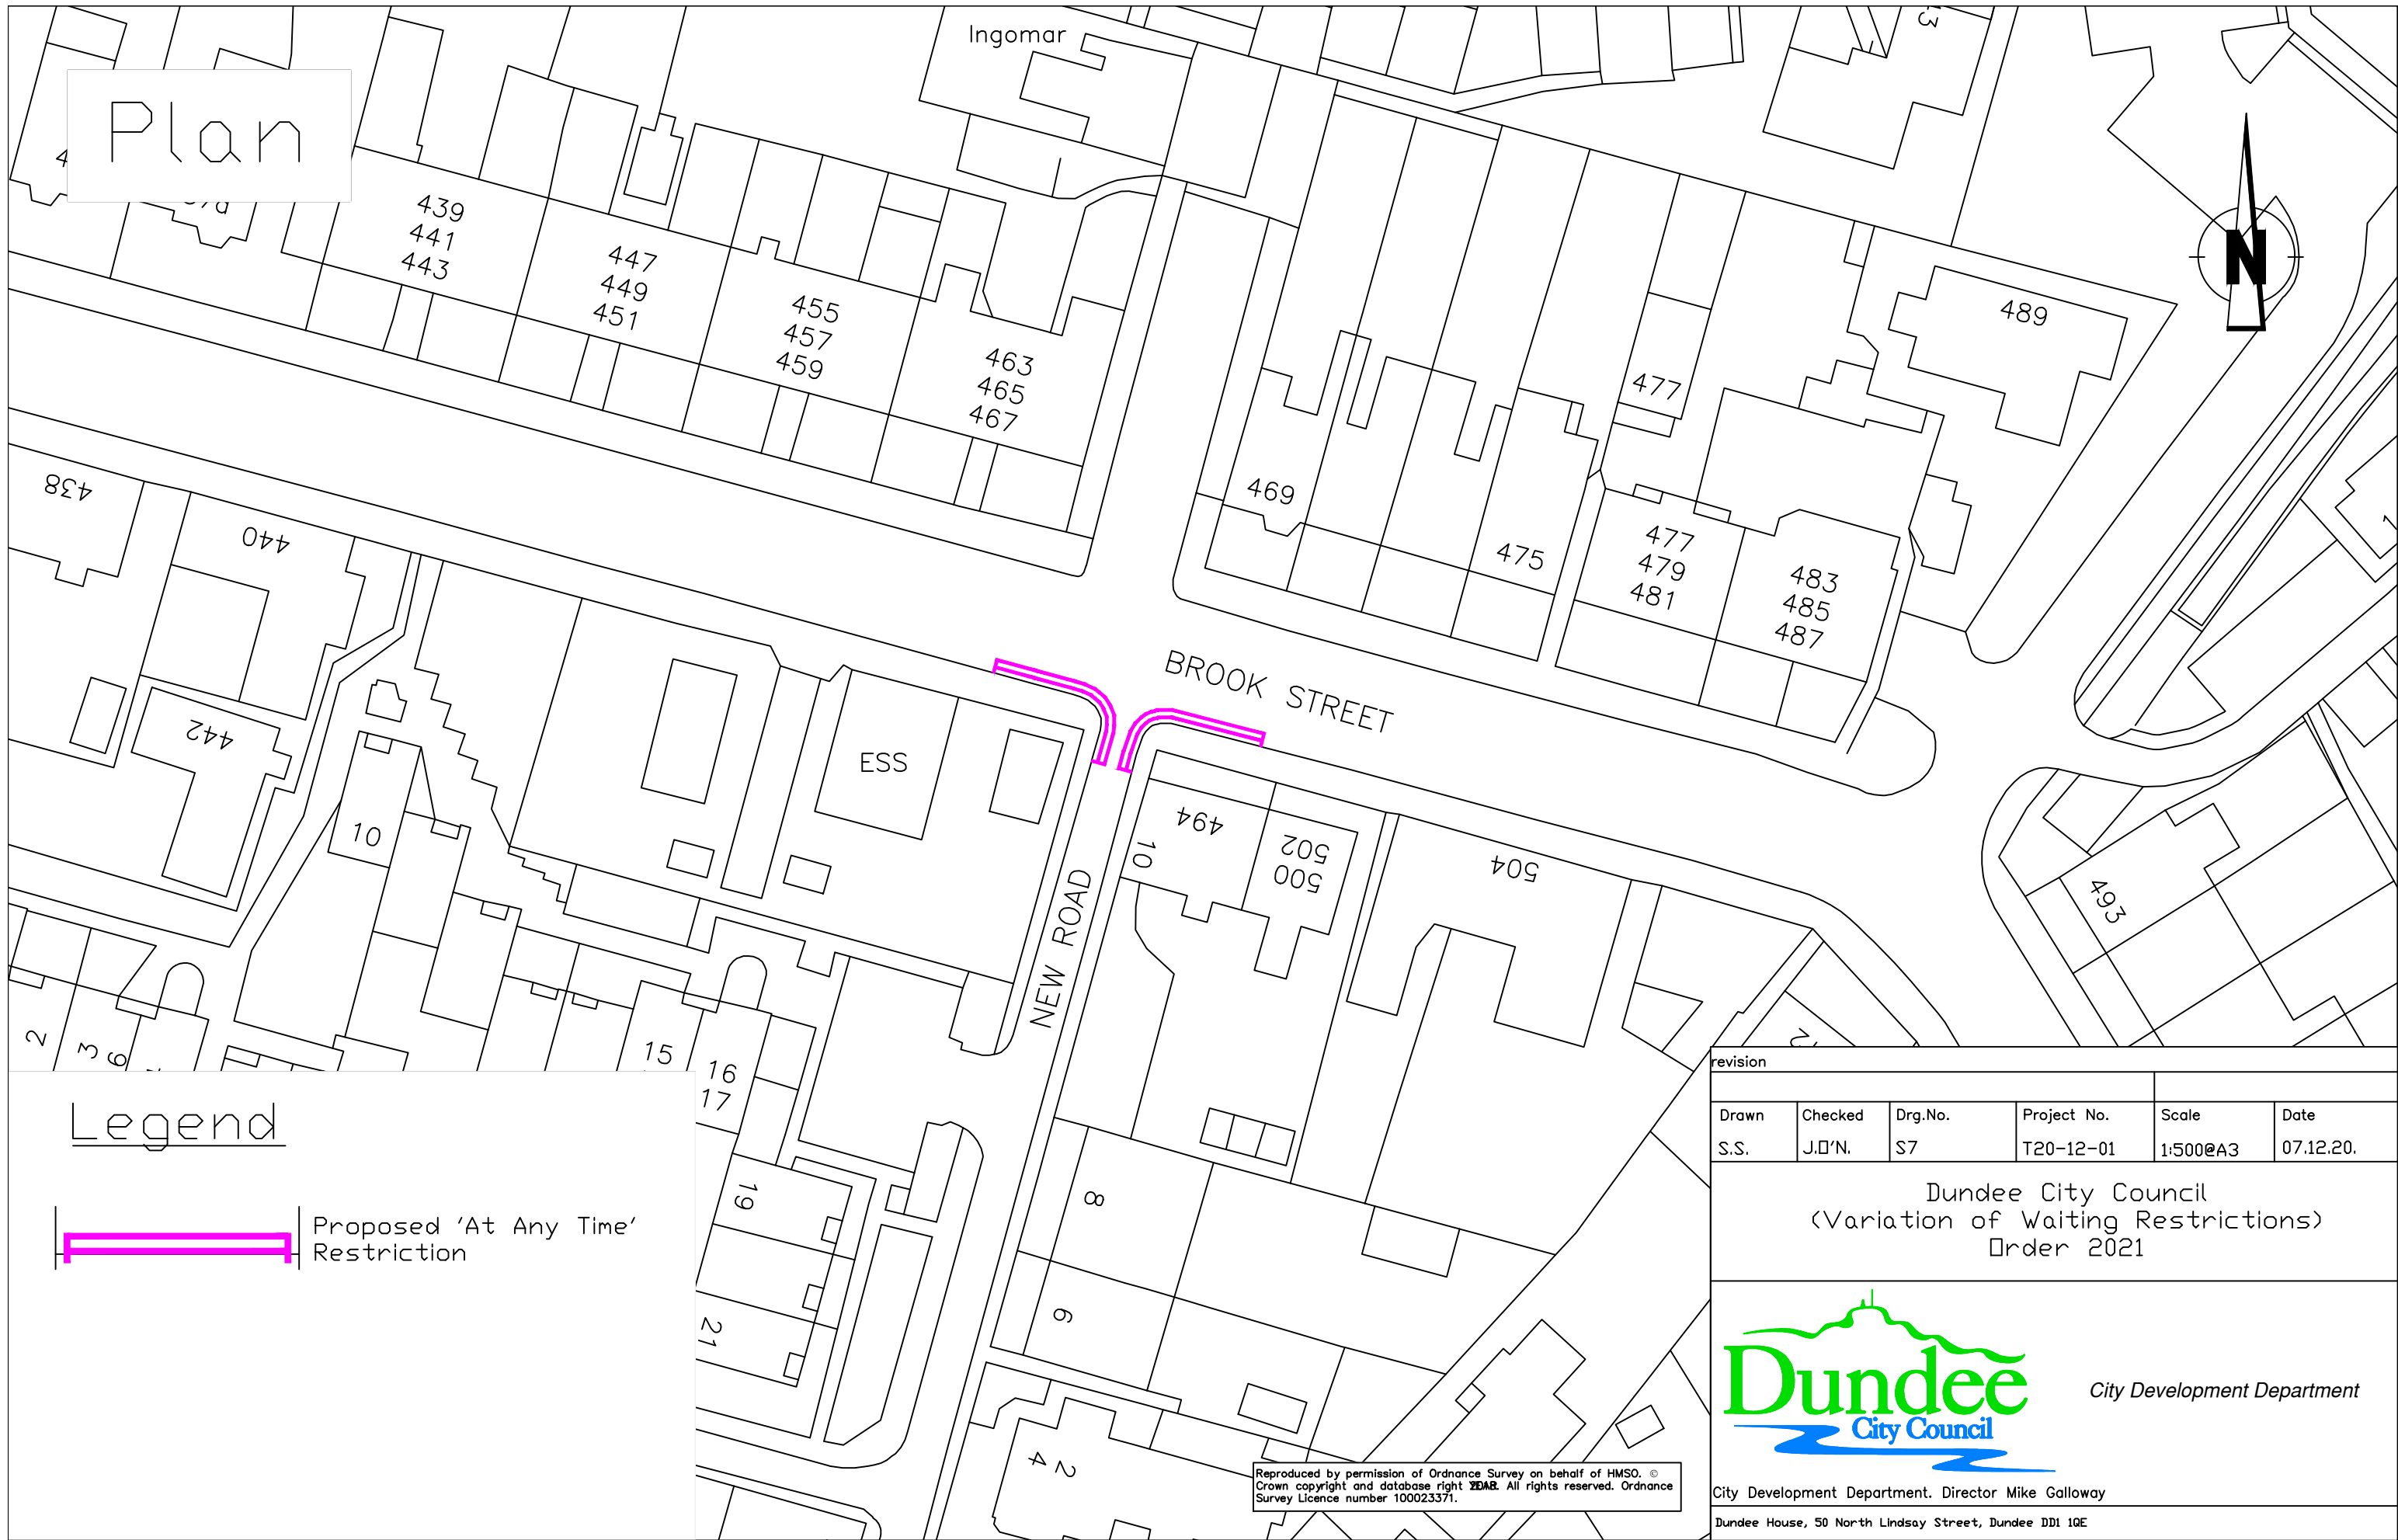 Plan
Ingomar
439
441
443
447
449
451
455
457
459
463
465
467
469
475
477
477
479
481
483
485
487
489
N
438
440
442
BROOK STREET
ESS
494
502
500
504
10
10
NEW ROAD
493
2
3
6
15
16
17
19
21
8
6
4
2
Legend
Proposed 'At Any Time'
Restriction
revision
Drawn Checked Drg.No. Project No. Scale Date
S.S. J.O'N. S7 T20-12-01 1:500@A3 07.12.20.
Dundee City Council
(Variation of Waiting Restrictions)
Order 2021
Dundee
City Council
City Development Department
City Development Department. Director Mike Galloway
Dundee House, 50 North Lindsay Street, Dundee DD1 1QE
Reproduced by permission of Ordnance Survey on behalf of HMSO. ©
Crown copyright and database right All rights reserved. Ordnance
Survey Licence number 100023371.